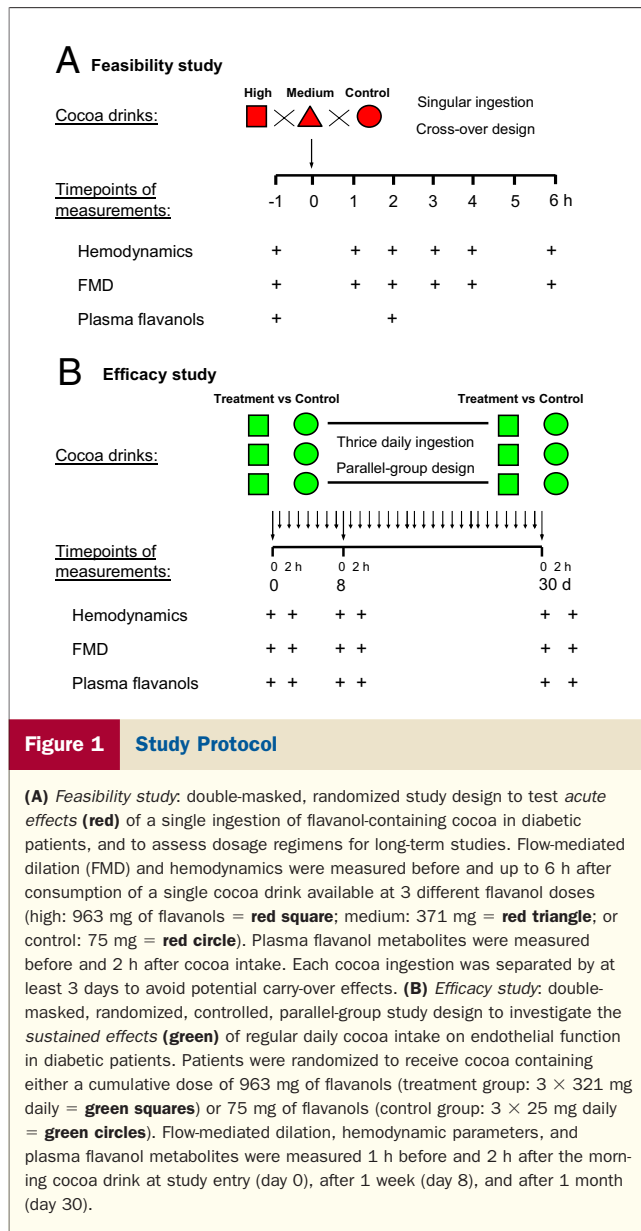 A Feasibility study
High Medium Control
Cocoa drinks:
Singular ingestion
Cross-over design
Timepoints of
measurements:
-1 0 1 2 3 4 5 6 h
Hemodynamics + + + + + +
FMD + + + + + +
Plasma flavanols + +
B Efficacy study
Treatment vs Control Treatment vs Control
Cocoa drinks:
Thrice daily ingestion
Parallel-group design
Timepoints of
measurements:
0 2 h 0 2 h 0 2 h
0 8 30 d
Hemodynamics + + + + + +
FMD + + + + + +
Plasma flavanols + + + + + +
Figure 1 Study Protocol
(A) Feasibility study: double-masked, randomized study design to test acute
effects (red) of a single ingestion of flavanol-containing cocoa in diabetic
patients, and to assess dosage regimens for long-term studies. Flow-mediated
dilation (FMD) and hemodynamics were measured before and up to 6 h after
consumption of a single cocoa drink available at 3 different flavanol doses
(high: 963 mg of flavanols = red square; medium: 371 mg = red triangle; or
control: 75 mg = red circle). Plasma flavanol metabolites were measured
before and 2 h after cocoa intake. Each cocoa ingestion was separated by at
least 3 days to avoid potential carry-over effects. (B) Efficacy study: double-
masked, randomized, controlled, parallel-group study design to investigate the
sustained effects (green) of regular daily cocoa intake on endothelial function
in diabetic patients. Patients were randomized to receive cocoa containing
either a cumulative dose of 963 mg of flavanols (treatment group: 3 × 321 mg
daily = green squares) or 75 mg of flavanols (control group: 3 × 25 mg daily
= green circles). Flow-mediated dilation, hemodynamic parameters, and
plasma flavanol metabolites were measured 1 h before and 2 h after the morn-
ing cocoa drink at study entry (day 0), after 1 week (day 8), and after 1 month
(day 30).